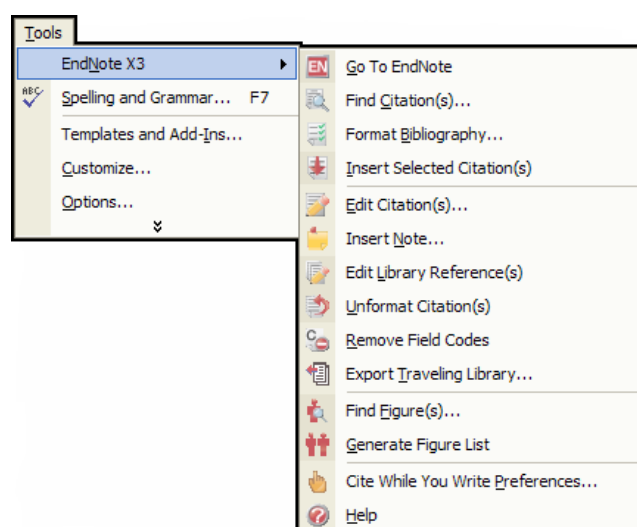 Tools
EndNote X3
ABC
Spelling and Grammar... F7
Templates and Add-Ins...
Customize...
Options...
EN
Go To EndNote
Find Citation(s)...
Format Bibliography...
Insert Selected Citation(s)
Edit Citation(s)...
Insert Note...
Edit Library Reference(s)
Unformat Citation(s)
Remove Field Codes
Export Traveling Library...
Find Figure(s)...
Generate Figure List
Cite While You Write Preferences...
Help